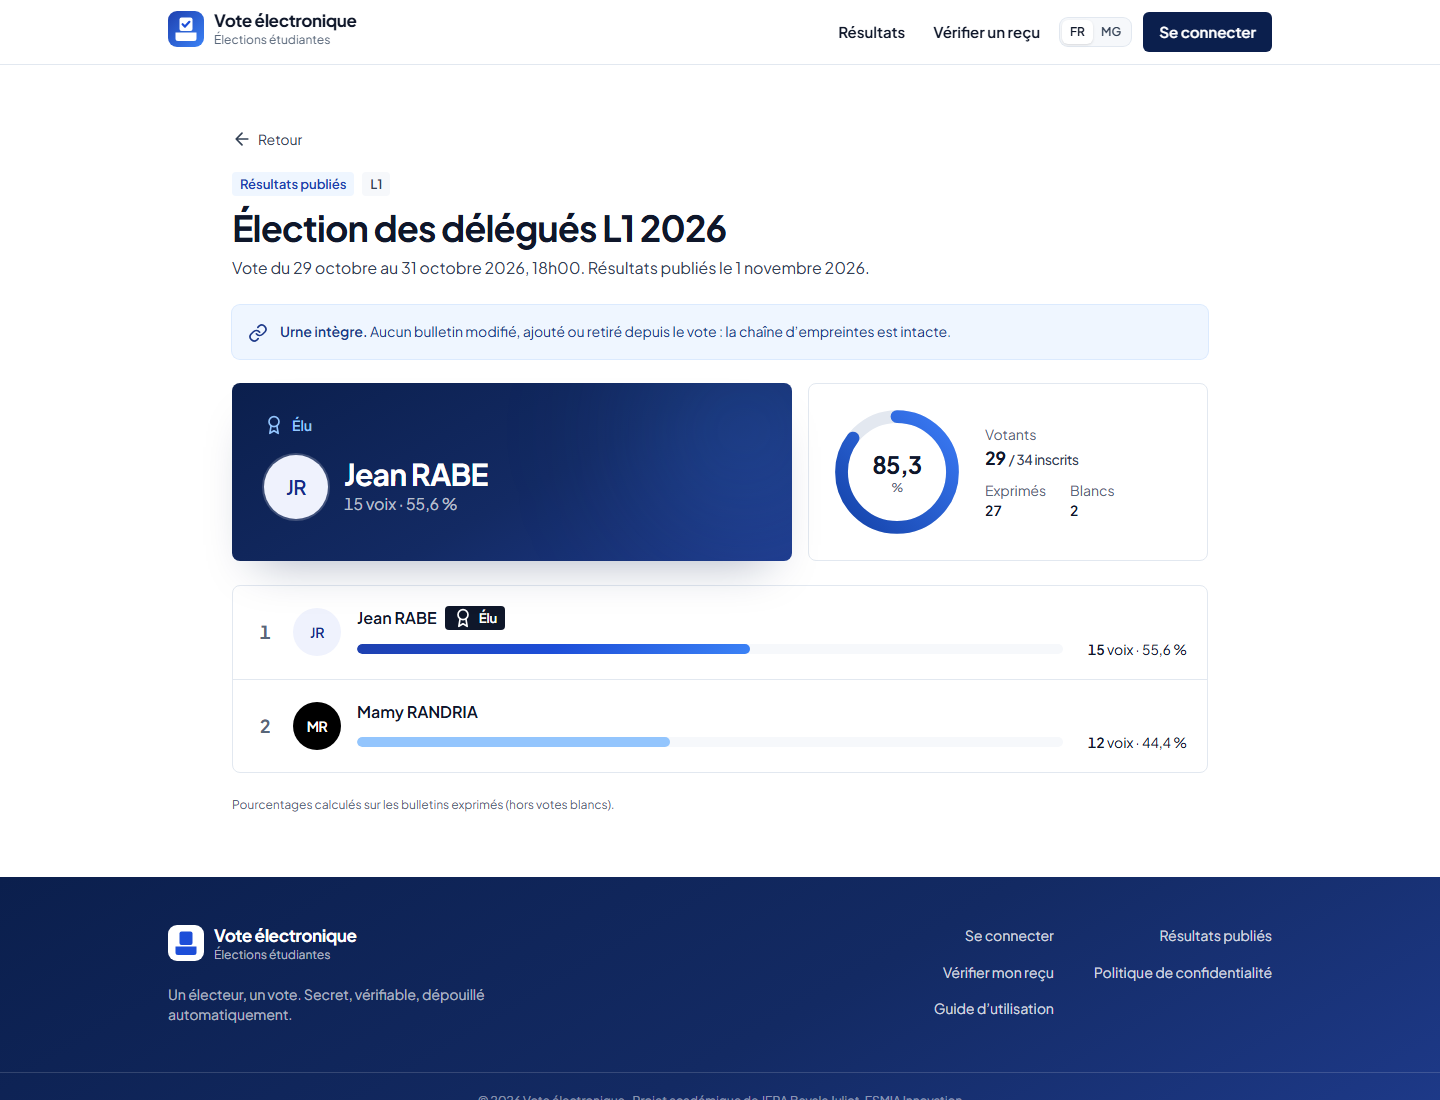 Vote électronique
Élections étudiantes
Résultats
Vérifier un reçu
FR
MG
Se connecter
Retour
Résultats publiés
L1
Élection des délégués L1 2026
Vote du 29 octobre au 31 octobre 2026, 18h00. Résultats publiés le 1 novembre 2026.
Urne intègre. Aucun bulletin modifié, ajouté ou retiré depuis le vote : la chaîne d’empreintes est intacte.
Élu
JR
Jean RABE
15 voix · 55,6 %
85,3
%
Votants
29 / 34 inscrits
Exprimés
27
Blancs
2
1
JR
Jean RABE
Élu
15 voix · 55,6 %
2
MR
Mamy RANDRIA
12 voix · 44,4 %
Pourcentages calculés sur les bulletins exprimés (hors votes blancs).
Vote électronique
Élections étudiantes
Un électeur, un vote. Secret, vérifiable, dépouillé
automatiquement.
Se connecter
Vérifier mon reçu
Guide d’utilisation
Résultats publiés
Politique de confidentialité
© 2026 Vote électronique